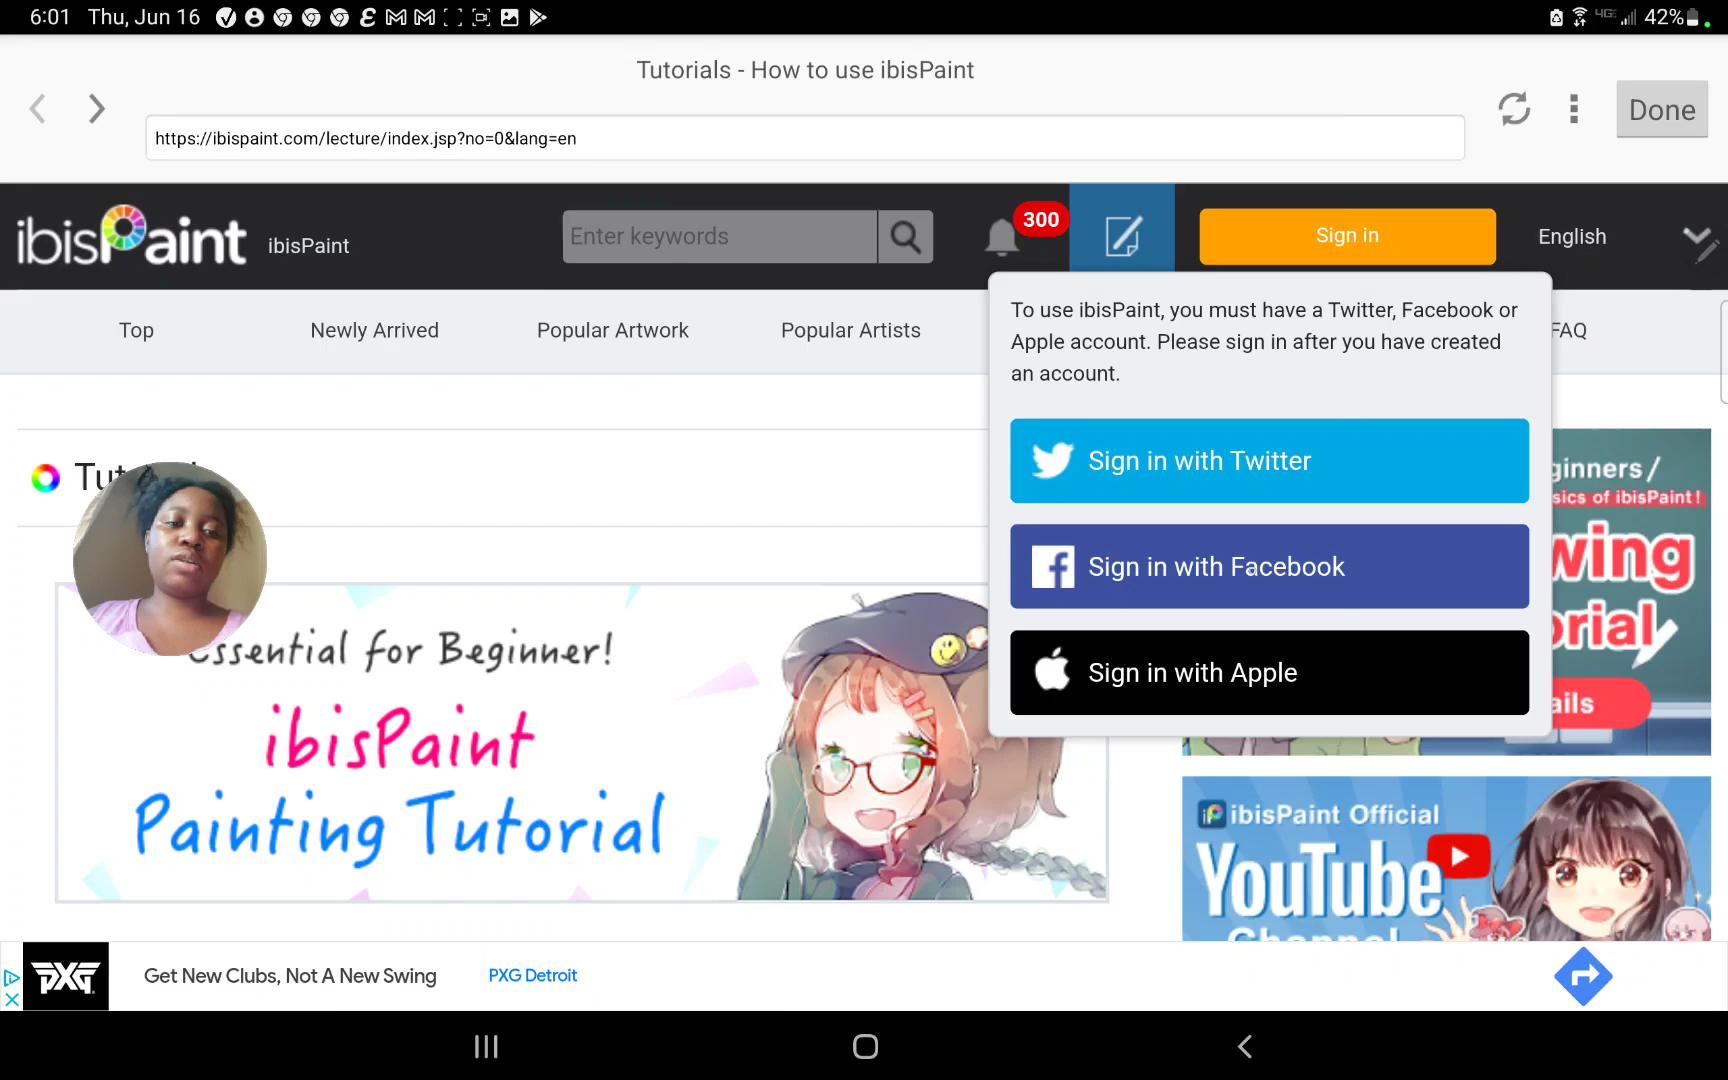 6:01 Thu, Jun 16
4G
42%
Tutorials - How to use ibisPaint
Done
https://ibispaint.com/lecture/index.jsp?no=0&lang=en
ibisPaint
ibisPaint
Enter keywords
300
Sign in
English
Top
Newly Arrived
Popular Artwork
Popular Artists
FAQ
To use ibisPaint, you must have a Twitter, Facebook or
Apple account. Please sign in after you have created
an account.
Sign in with Twitter
Sign in with Facebook
Sign in with Apple
Essential for Beginner!
ibisPaint
Painting Tutorial
ginners/
sics of ibisPaint!
wing
orial
ails
ibisPaint Official
YouTube
Channel
PXG
Get New Clubs, Not A New Swing
PXG Detroit